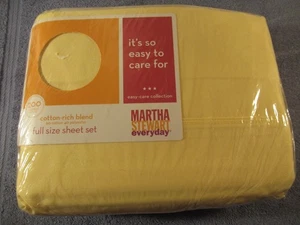 it's so
easy to
care for
easy care collection
200
cotton rich blend
full size sheet set
MARTHA
STEWART
everyday